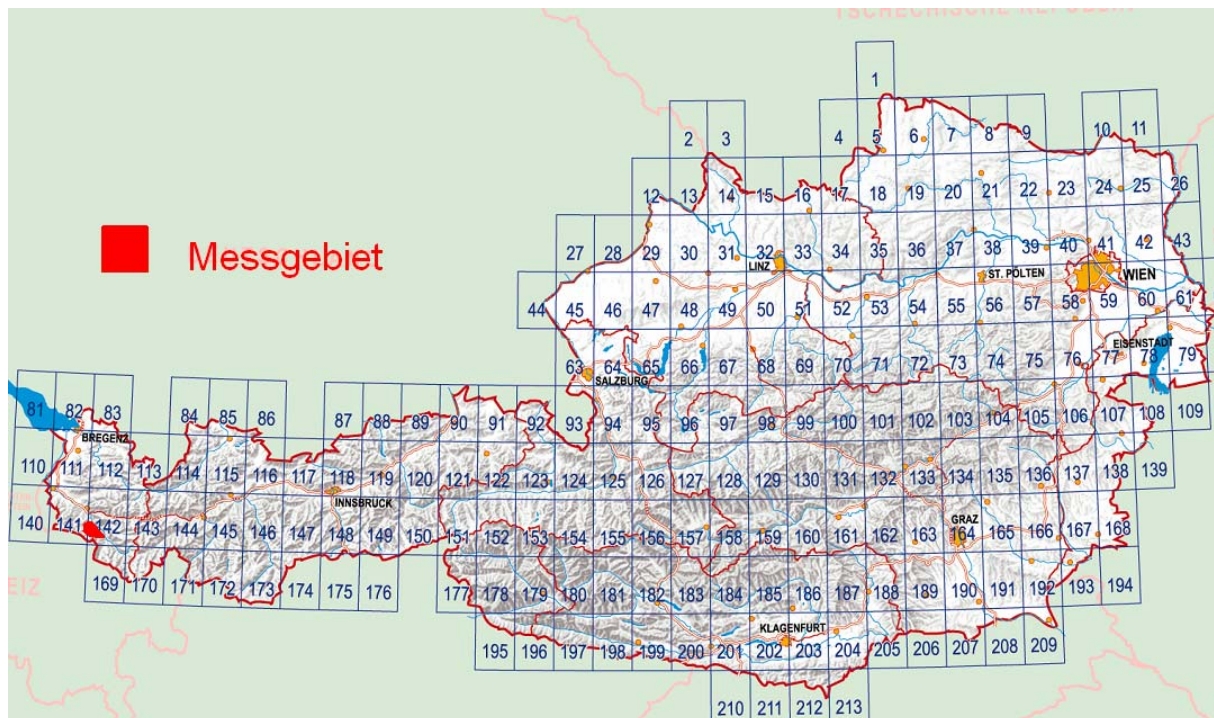 TSCHECHISCHE REPUBLIK
1
2 3 4 5 6 7 8 9 10 11
12 13 14 15 16 17 18 19 20 21 22 23 24 25 26
Messgebiet
27 28 29 30 31 32 33 34 35 36 37 38 39 40 41 42 43
LINZ ST. PÖLTEN WIEN
44 45 46 47 48 49 50 51 52 53 54 55 56 57 58 59 60 61
EISENSTADT
63 64 65 66 67 68 69 70 71 72 73 74 75 76 77 78 79
SALZBURG
81 82 83 84 85 86 87 88 89 90 91 92 93 94 95 96 97 98 99 100 101 102 103 104 105 106 107 108 109
BREGENZ
110 111 112 113 114 115 116 117 118 119 120 121 122 123 124 125 126 127 128 129 130 131 132 133 134 135 136 137 138 139
INNSBRUCK
GRAZ
140 141 142 143 144 145 146 147 148 149 150 151 152 153 154 155 156 157 158 159 160 161 162 163 164 165 166 167 168
169 170 171 172 173 174 175 176 177 178 179 180 181 182 183 184 185 186 187 188 189 190 191 192 193 194
EIZ
KLAGENFURT
195 196 197 198 199 200 201 202 203 204 205 206 207 208 209
210 211 212 213